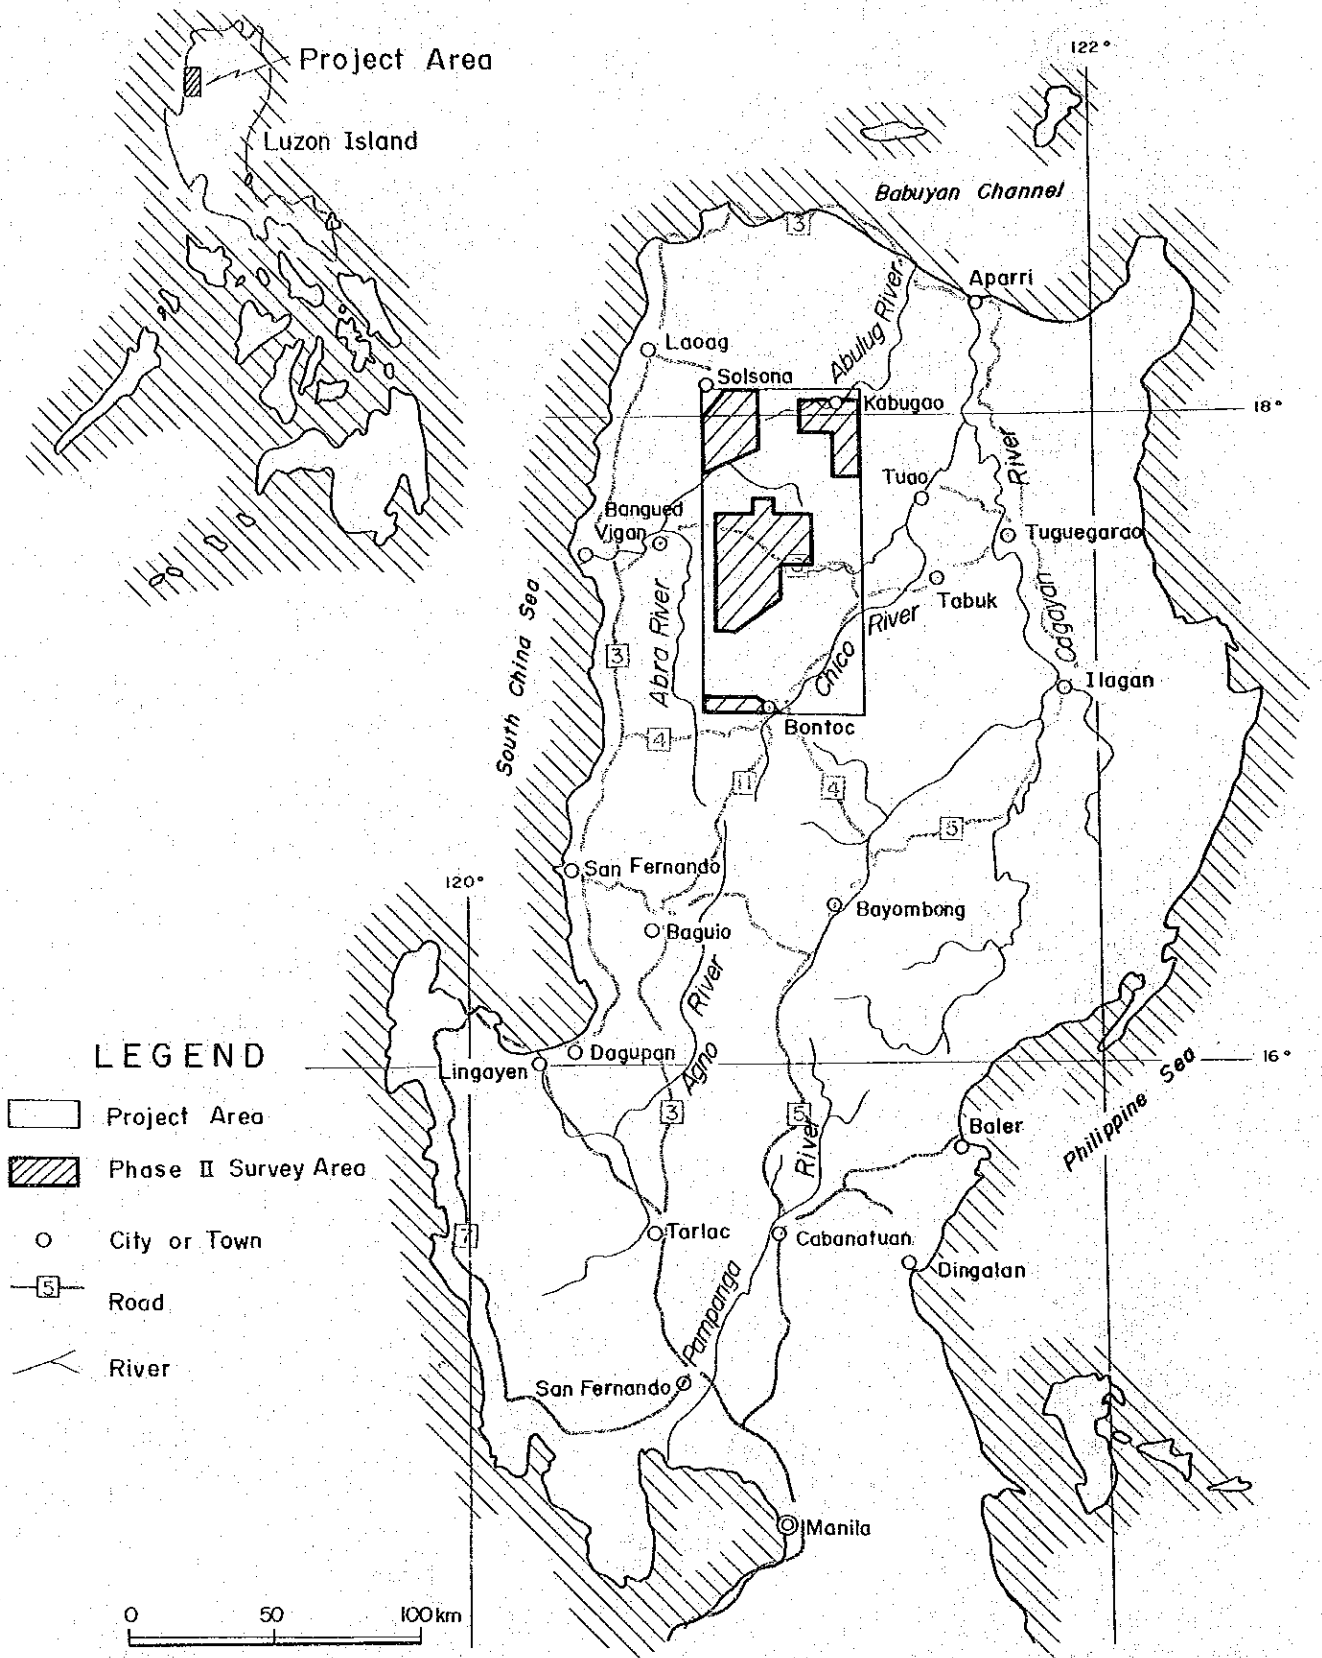 Project Area
Luzon Island
122°
Babuyan Channel
3
Aparri
Abulug River
Laoag
Solsona
Kabugao
18°
Tuao
River
Bangued
Vigan
Tuguegarao
Tabuk
Cagayan
River
Chico
Abra River
3
South China Sea
Ilagan
Bontoc
4
11
4
5
San Fernando
120°
Bayombong
Baguio
River
Agno
LEGEND
Dagupan
Lingayen
16°
Philippine Sea
Project Area
3
5
River
Baler
Phase II Survey Area
7
Tarlac
Cabanatuan
City or Town
Dingalan
5
Road
Pampanga
River
San Fernando
Manila
0 50 100km